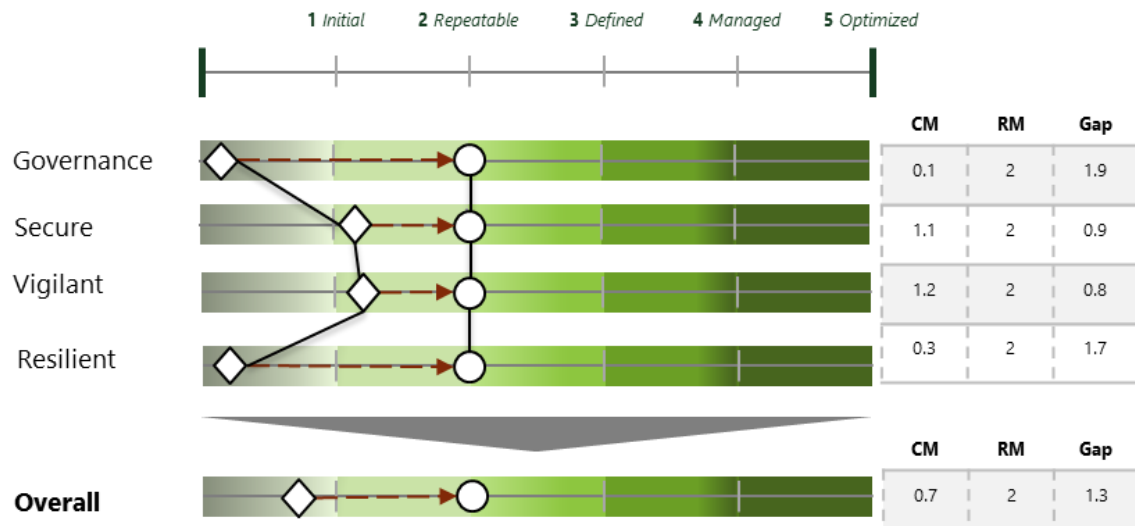 1 Initial 2 Repeatable 3 Defined 4 Managed 5 Optimized
CM RM Gap
Governance 0.1 2 1.9
Secure 1.1 2 0.9
Vigilant 1.2 2 0.8
Resilient 0.3 2 1.7
CM RM Gap
Overall 0.7 2 1.3